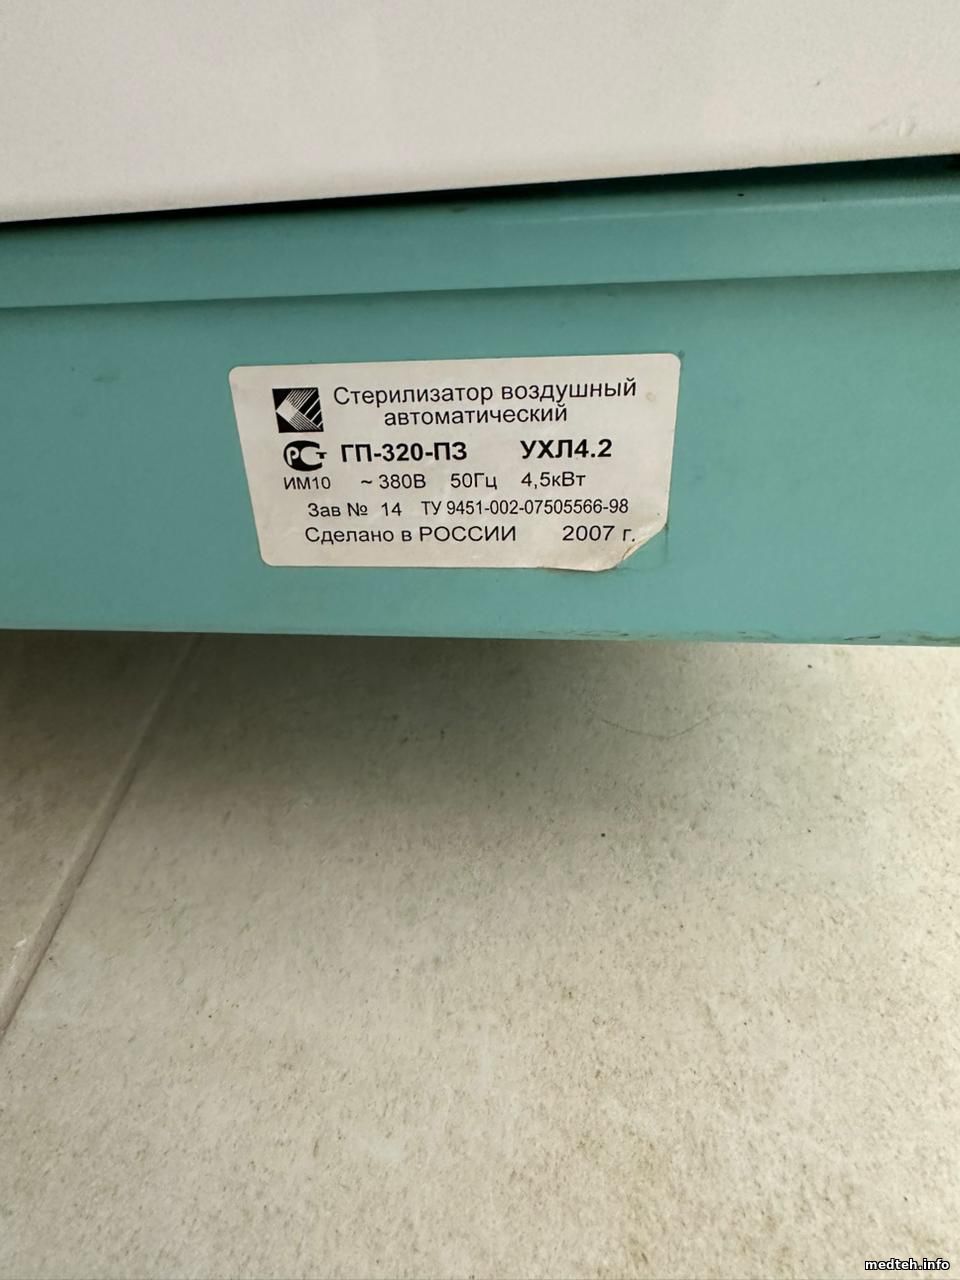 Стерилизатор воздушный
автоматический
РСТ ГП-320-ПЗ УХЛ4.2
ИМ10 ~ 380В 50Гц 4,5кВт
Зав № 14 ТУ 9451-002-07505566-98
Сделано в РОССИИ 2007 г.
medteh.info